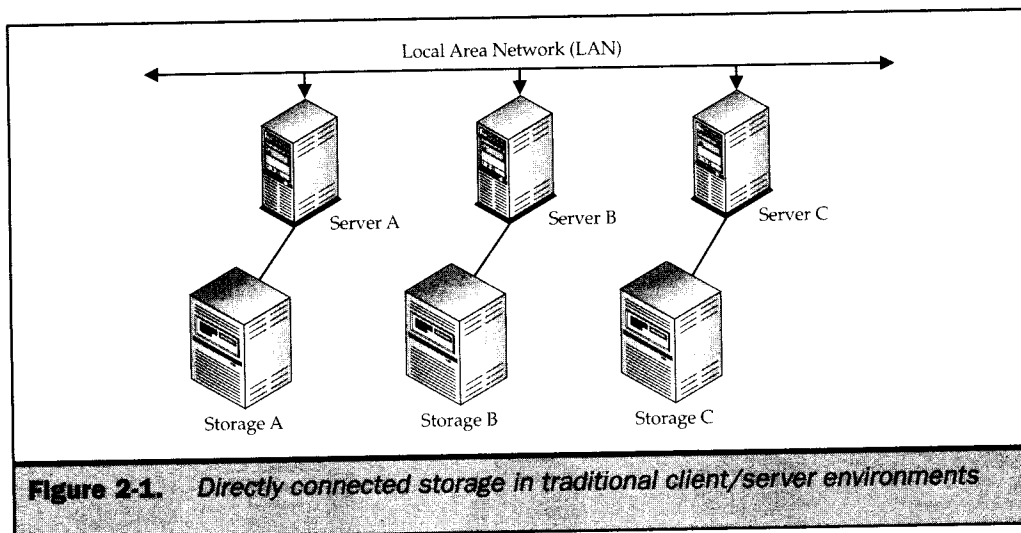 Local Area Network (LAN)
Server A
Server B
Server C
Storage A
Storage B
Storage C
Figure 2-1. Directly connected storage in traditional client/server environments